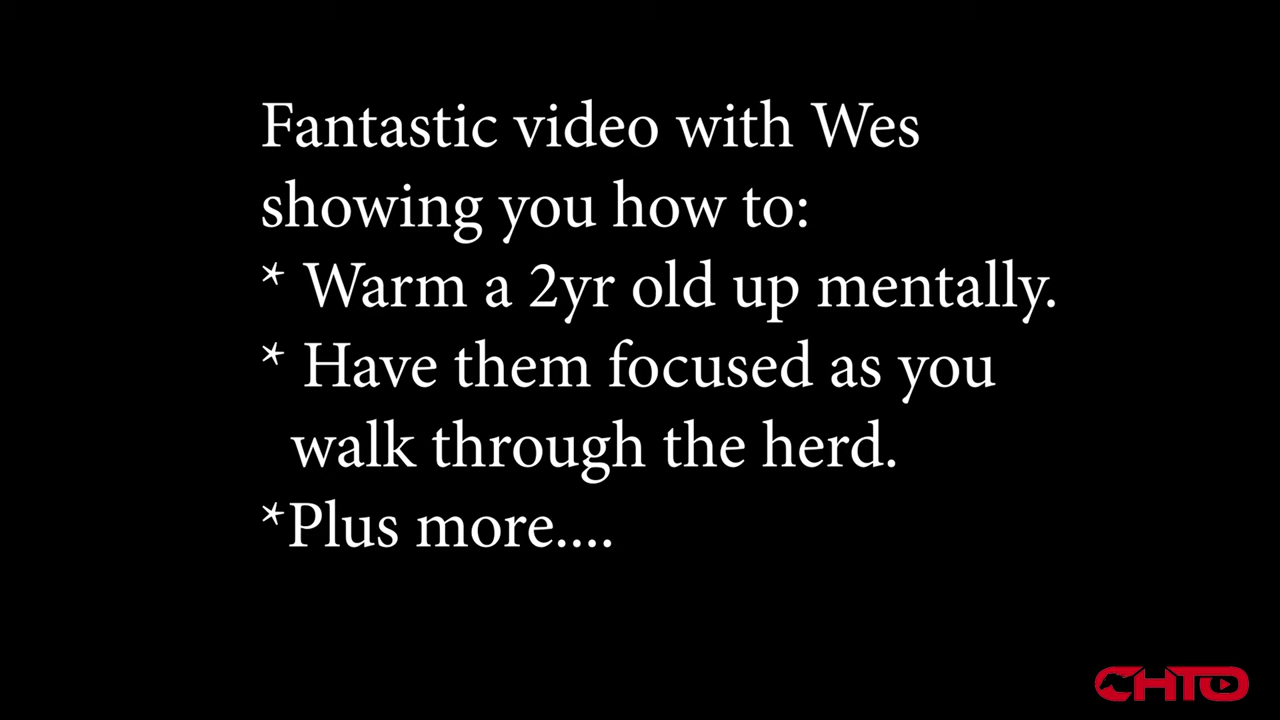 Fantastic video with Wes
showing you how to:
* Warm a 2yr old up mentally.
* Have them focused as you
walk through the herd.
*Plus more....
CHTO